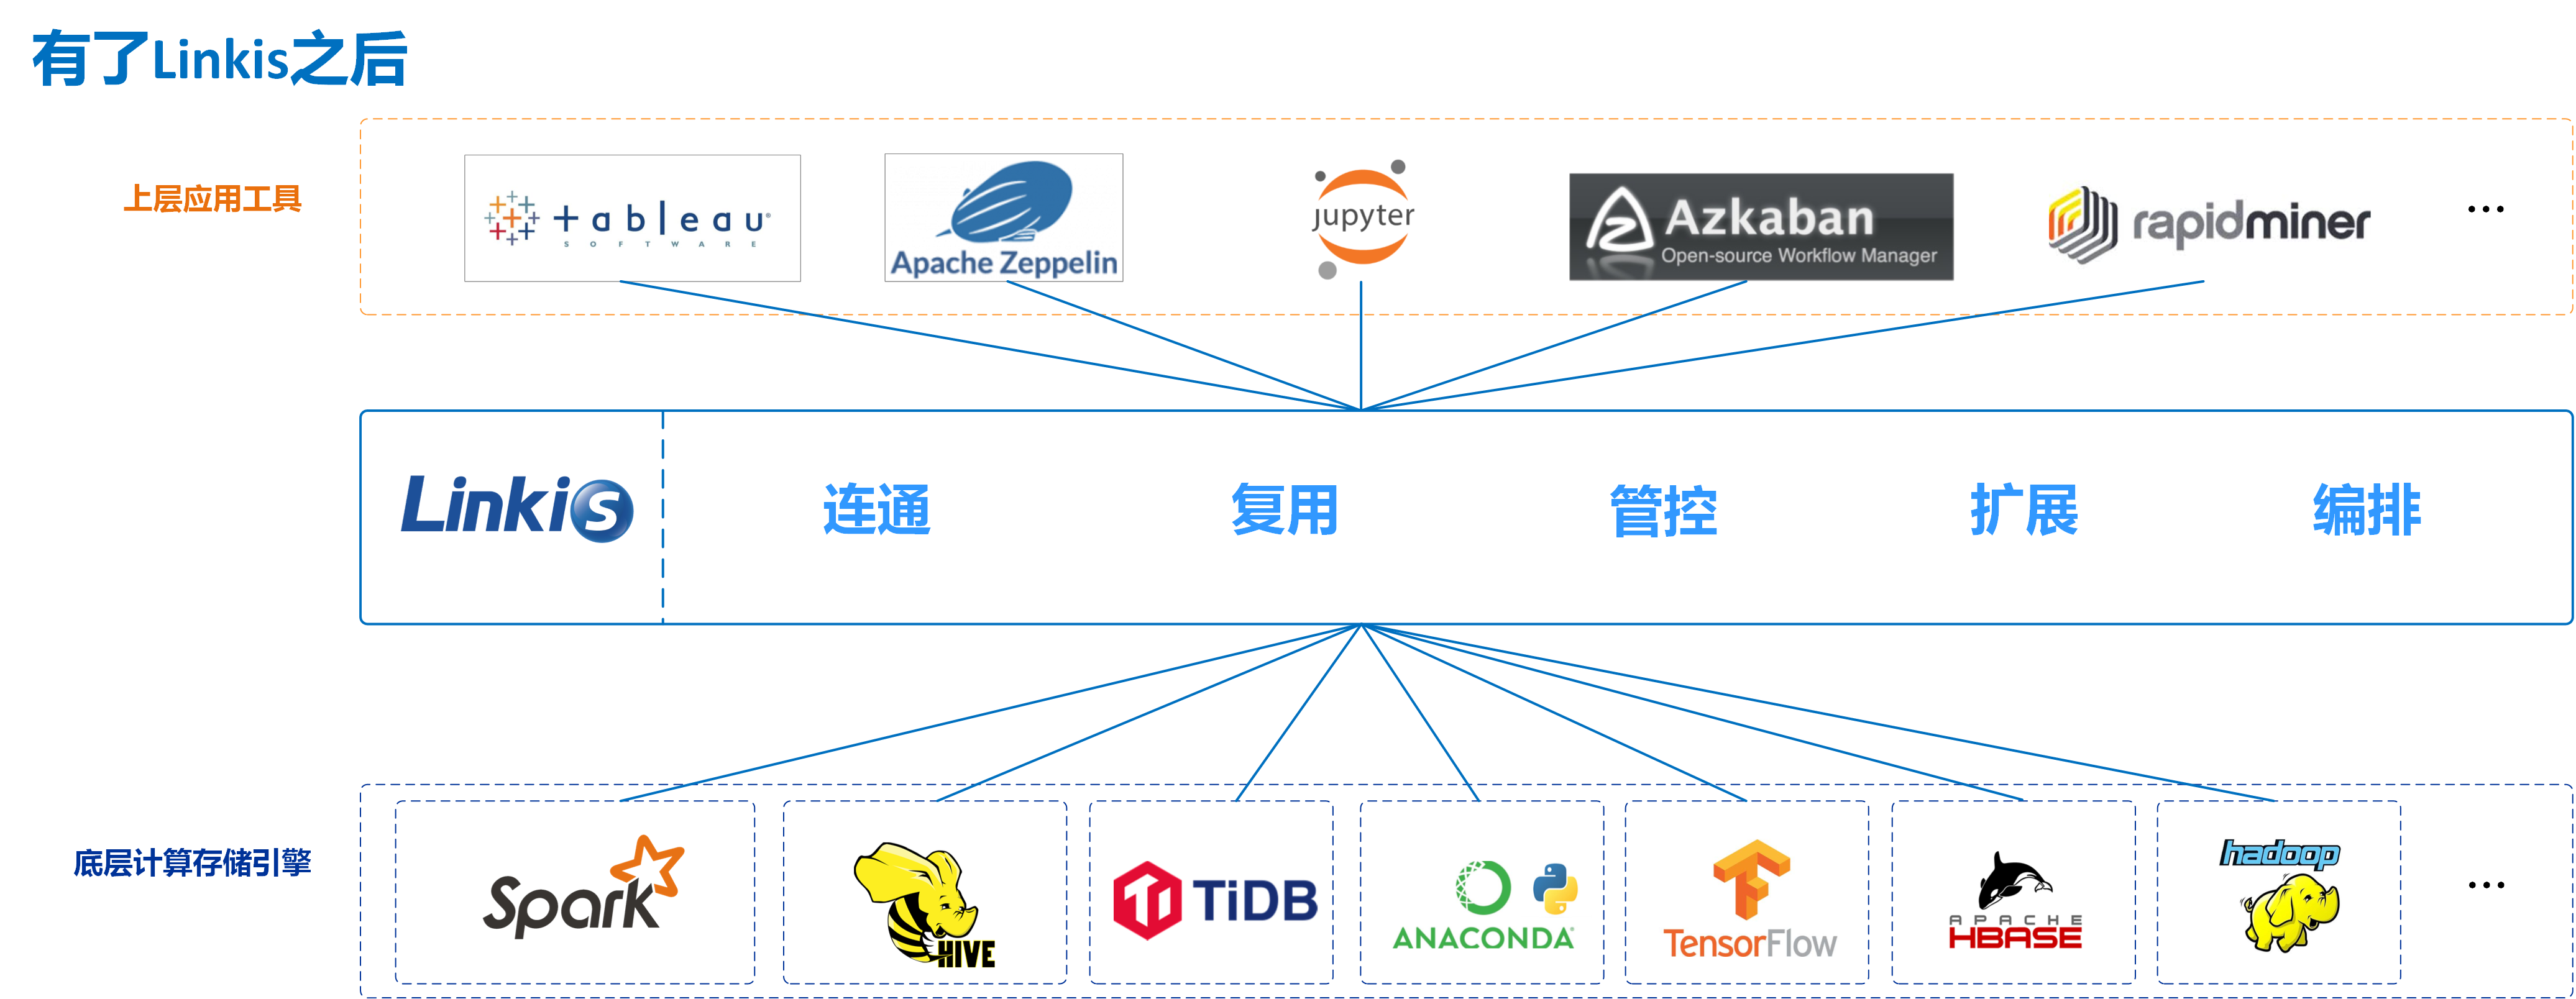 有了Linkis之后
上层应用工具
+ableau
SOFTWARE
Apache Zeppelin
jupyter
Azkaban
Open-source Workflow Manager
rapidminer
...
Linkis
连通
复用
管控
扩展
编排
底层计算存储引擎
Spark
HIVE
TiDB
ANACONDA
TensorFlow
APACHE
HBASE
hadoop
...